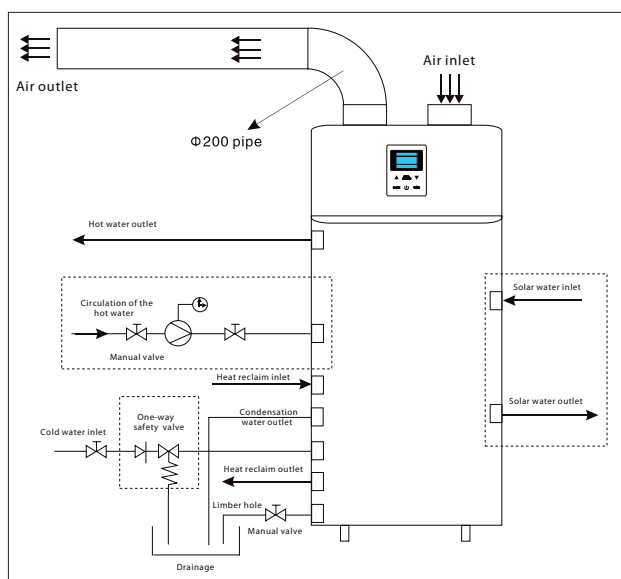 Air outlet
Air inlet
Φ200 pipe
Hot water outlet
Circulation of the
hot water
Manual valve
Solar water inlet
Heat reclaim inlet
Solar water outlet
One-way
safety valve
Condensation
water outlet
Cold water inlet
Heat reclaim outlet
Limber hole
Manual valve
Drainage